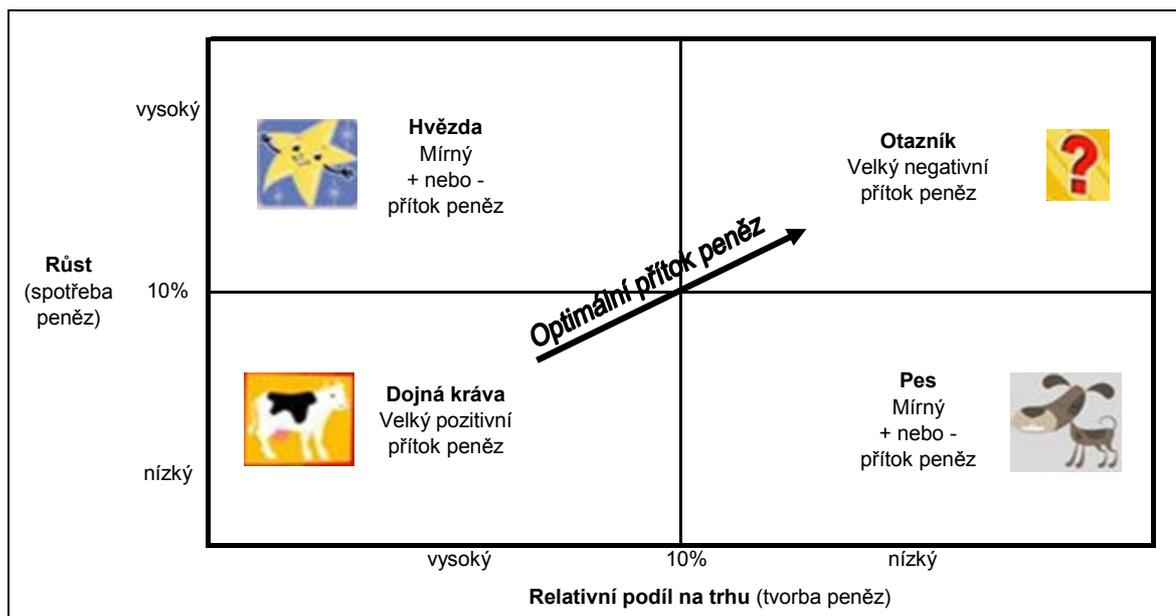 vysoký
Hvězda
Mírný
+ nebo -
přítok peněz
Otazník
Velký negativní
přítok peněz
?
Růst
(spotřeba
peněz)
10%
Optimální přítok peněz
Dojná kráva
Velký pozitivní
přítok peněz
Pes
Mírný
+ nebo -
přítok peněz
nízký
vysoký
10%
nízký
Relativní podíl na trhu (tvorba peněz)